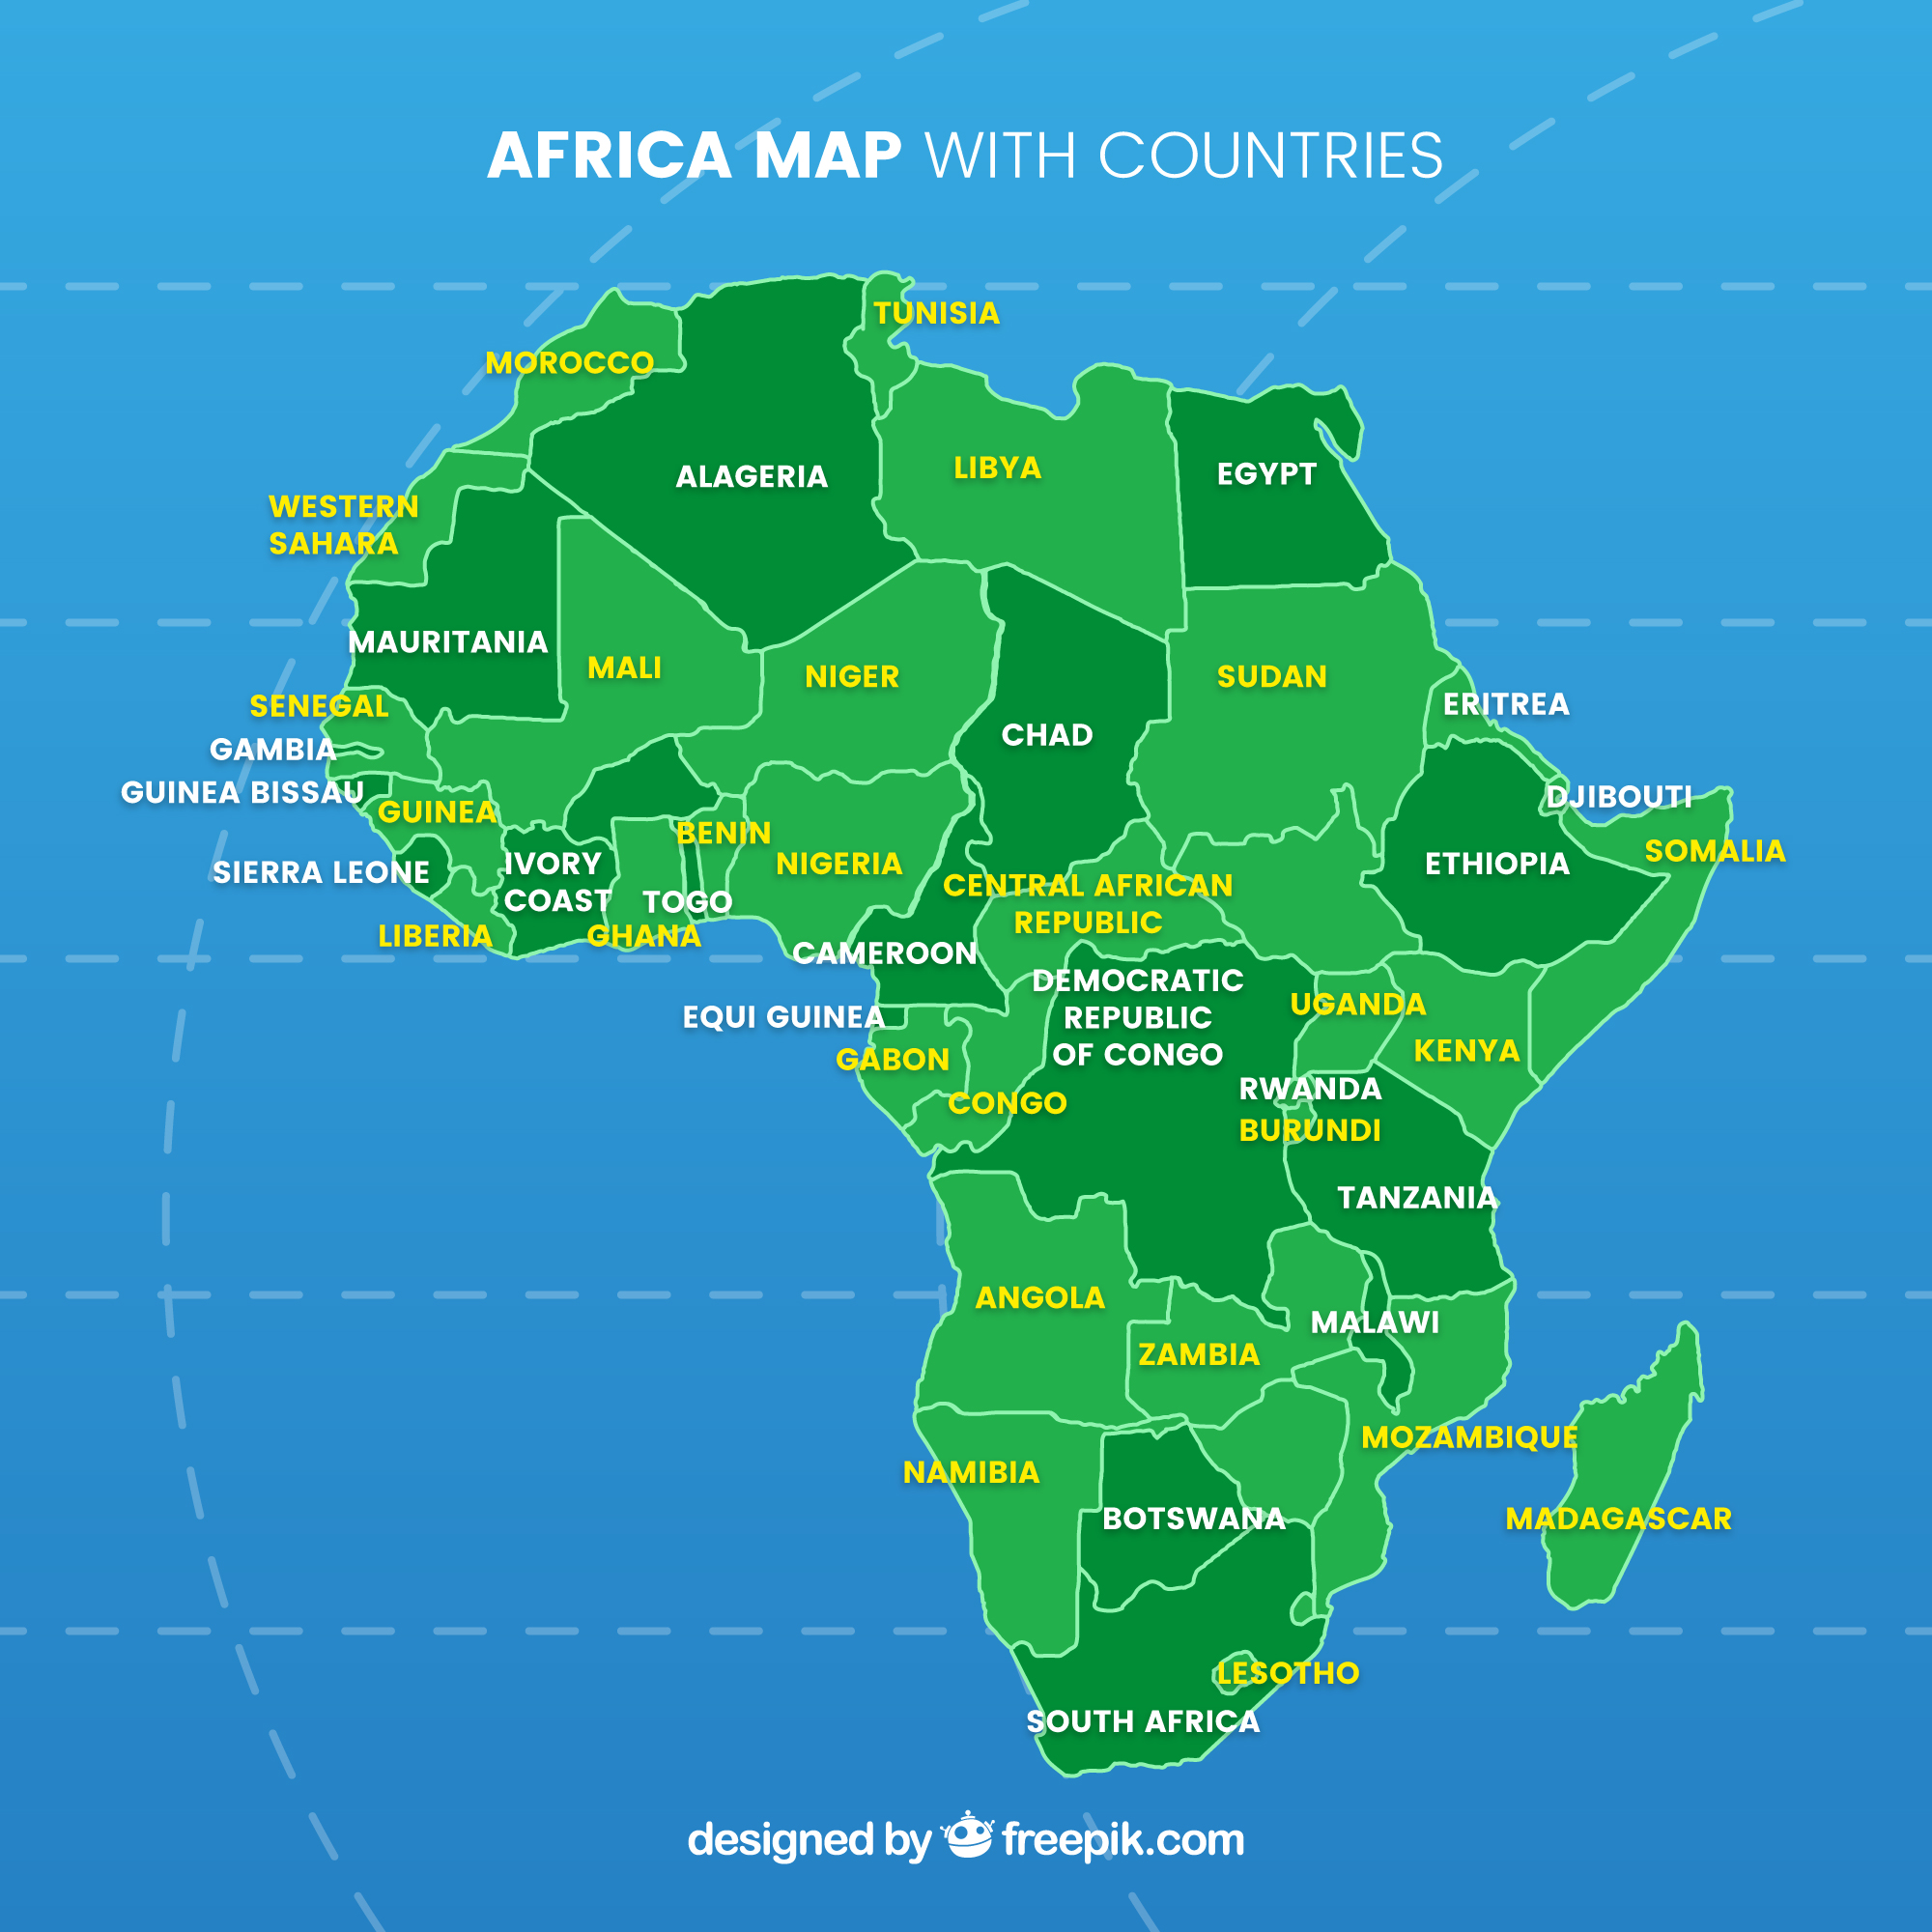 AFRICA MAP WITH COUNTRIES
TUNISIA
MOROCCO
ALAGERIA
LIBYA
EGYPT
WESTERN
SAHARA
MAURITANIA
MALI
NIGER
SUDAN
CHAD
ERITREA
SENEGAL
GAMBIA
GUINEA BISSAU
GUINEA
DJIBOUTI
BENIN
NIGERIA
SOMALIA
ETHIOPIA
SIERRA LEONE
IVORY
COAST
TOGO
CENTRAL AFRICAN
REPUBLIC
LIBERIA
GHANA
CAMEROON
DEMOCRATIC
REPUBLIC
OF CONGO
UGANDA
EQUI GUINEA
KENYA
GABON
RWANDA
CONGO
BURUNDI
TANZANIA
ANGOLA
MALAWI
ZAMBIA
MOZAMBIQUE
NAMIBIA
BOTSWANA
MADAGASCAR
LESOTHO
SOUTH AFRICA
designed by freepik.com